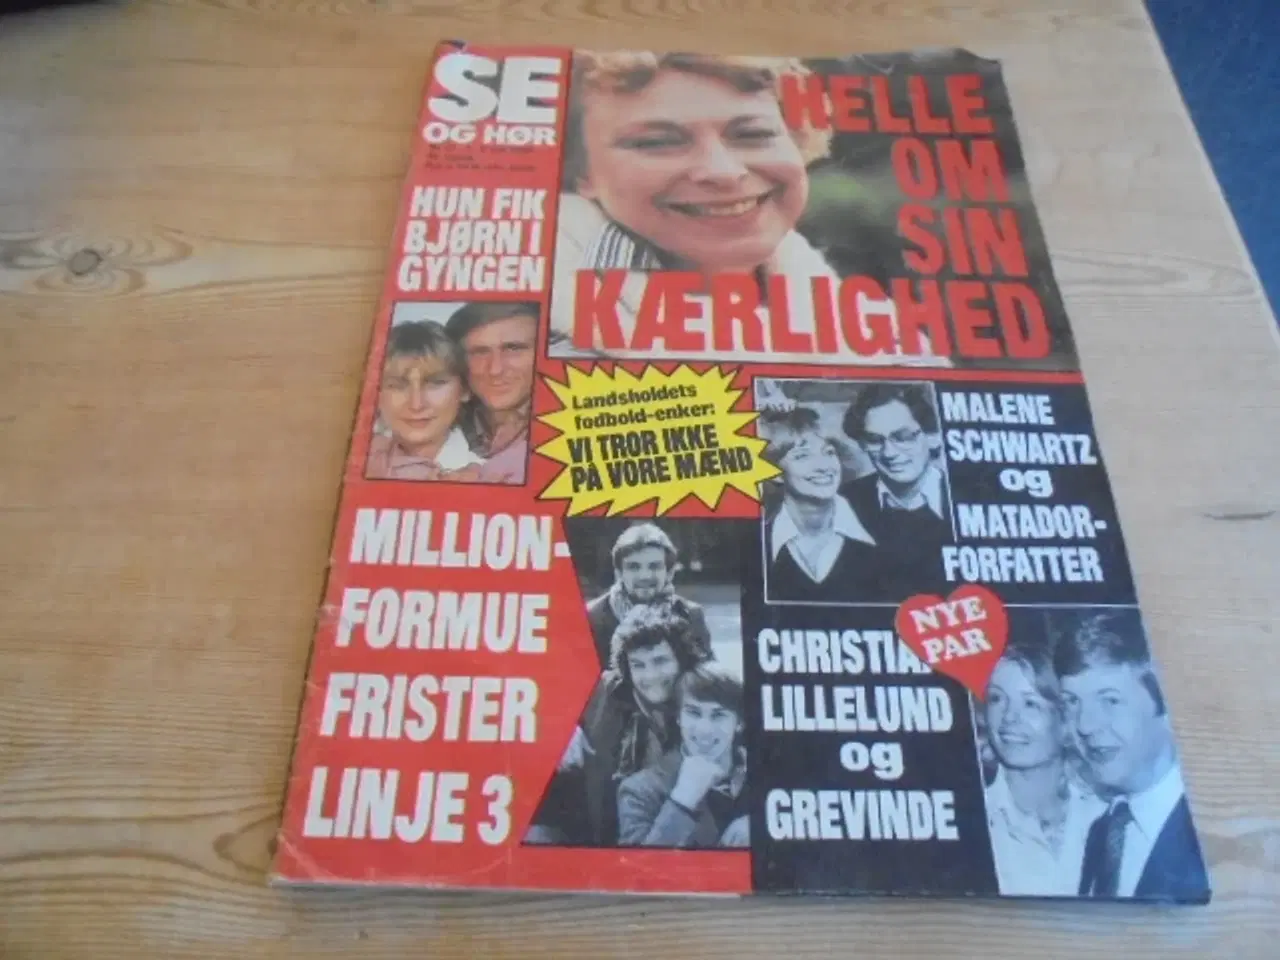 SE
OG HØR
HELLE
OM
SIN
KÆRLIGHED
HUN FIK
BJØRN I
GYNGEN
Landsholdets
fodbold-enker:
VI TROR IKKE
PÅ VORE MÆND
MALENE
SCHWARTZ
og
MATADOR-
FORFATTER
MILLION-
FORMUE
FRISTER
LINJE 3
NYE
PAR
CHRISTIAN
LILLELUND
og
GREVINDE